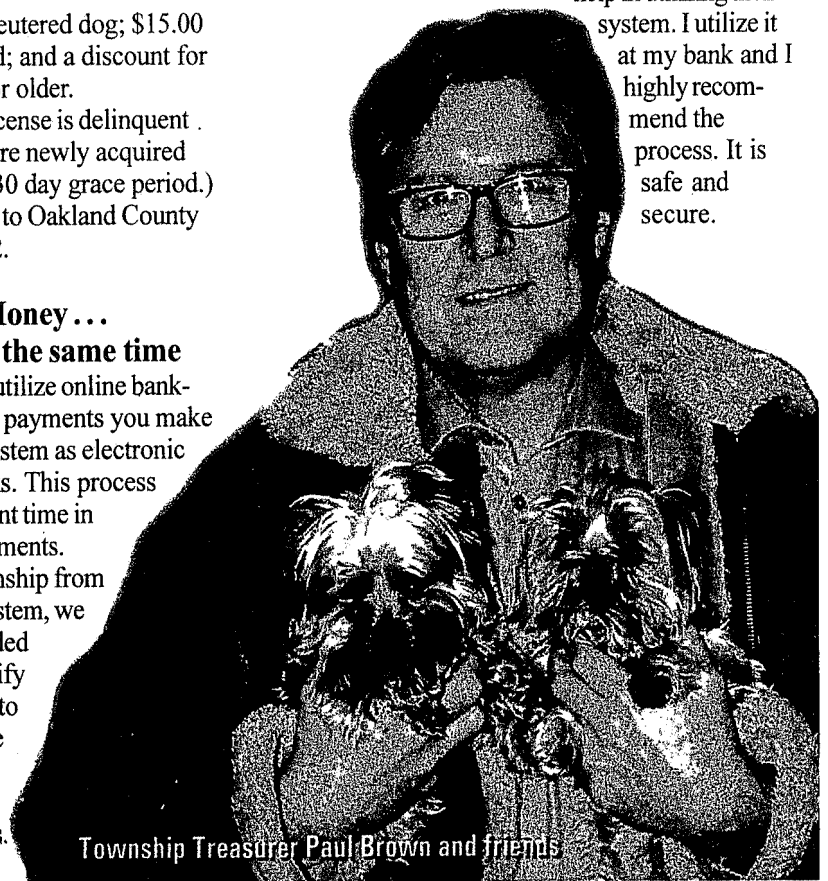 eutered dog; $15.00
; and a discount for
r older.
cense is delinquent .
re newly acquired
30 day grace period.)
to Oakland County
Money...
the same time
utilize online bank-
payments you make
stem as electronic
s. This process
nt time in
ments.
nship from
stem, we
led
ify
to
system. I utilize it
at my bank and I
highly recom-
mend the
process. It is
safe and
secure.
Township Treasurer Paul Brown and friends